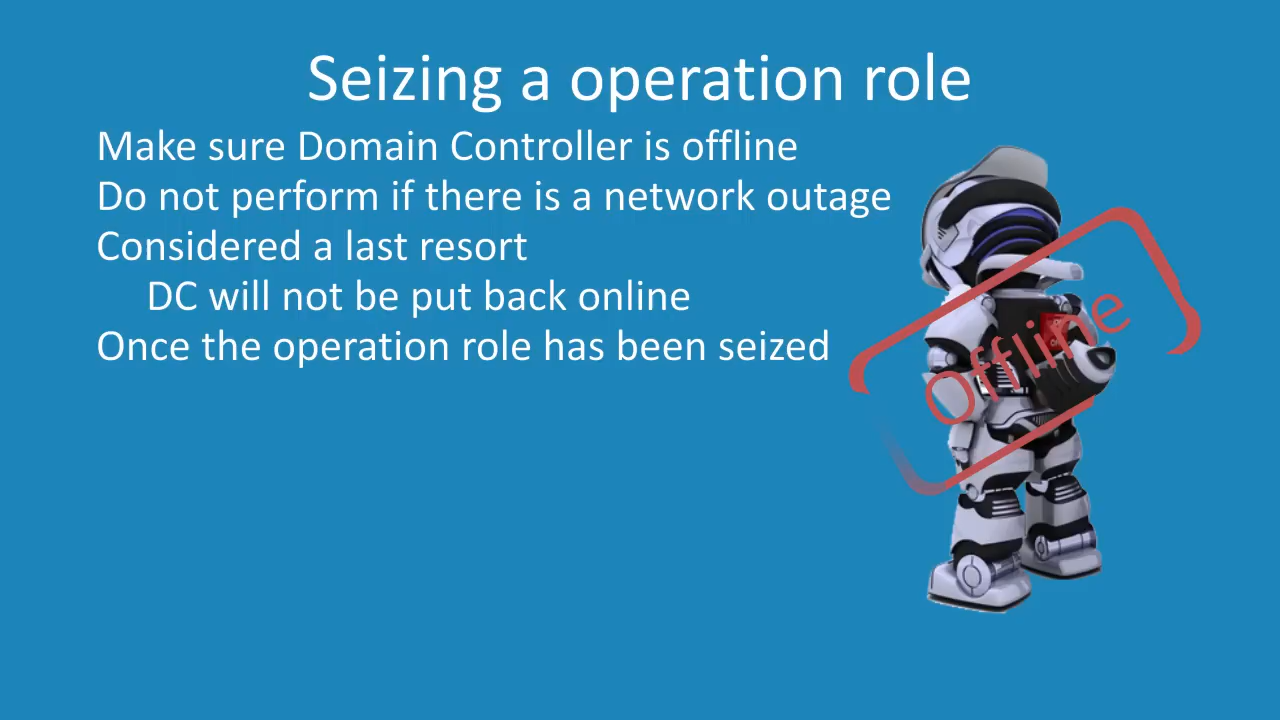 Seizing a operation role
Make sure Domain Controller is offline
Do not perform if there is a network outage
Considered a last resort
DC will not be put back online
Once the operation role has been seized
Offline